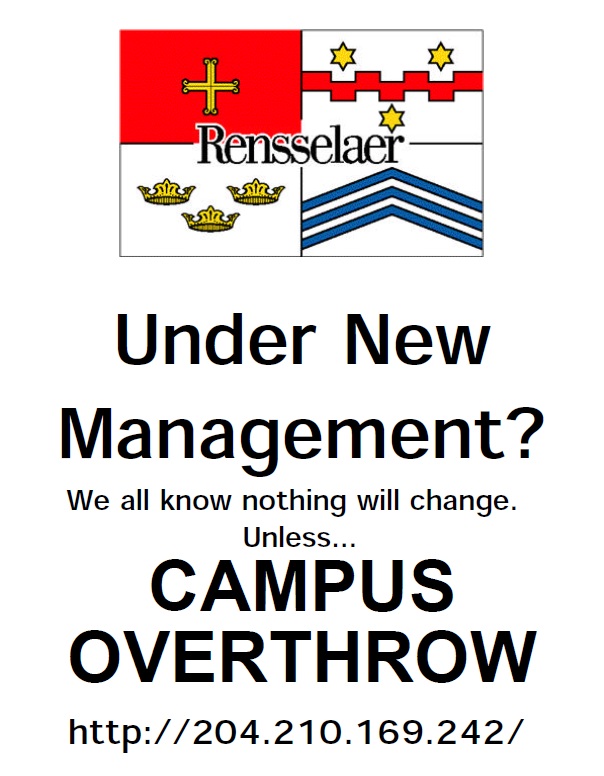 Rensselaer
Under New
Management?
We all know nothing will change.
Unless...
CAMPUS
OVERTHROW
http://204.210.169.242/